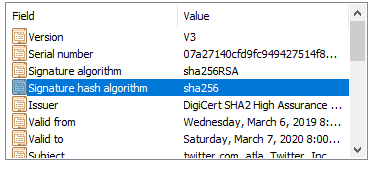 Field Value
Version V3
Serial number 07a27140cfd9fc949427514f8...
Signature algorithm sha256RSA
Signature hash algorithm sha256
Issuer DigiCert SHA2 High Assurance ...
Valid from Wednesday, March 6, 2019 8:...
Valid to Saturday, March 7, 2020 8:00...
Subject twitter.com, atla, Twitter, Inc